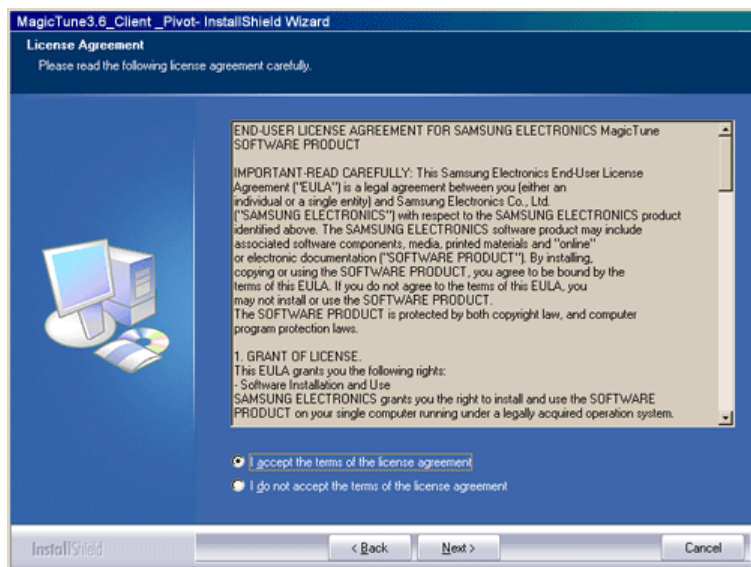 MagicTune3.6_Client _Pivot- InstallShield Wizard
License Agreement
Please read the following license agreement carefully.
END-USER LICENSE AGREEMENT FOR SAMSUNG ELECTRONICS MagicTune
SOFTWARE PRODUCT
IMPORTANT-READ CAREFULLY: This Samsung Electronics End-User License
Agreement ("EULA") is a legal agreement between you (either an
individual or a single entity) and Samsung Electronics Co., Ltd.
("SAMSUNG ELECTRONICS") with respect to the SAMSUNG ELECTRONICS product
identified above. The SAMSUNG ELECTRONICS software product may include
associated software components, media, printed materials and "online"
or electronic documentation ("SOFTWARE PRODUCT"). By installing,
copying or using the SOFTWARE PRODUCT, you agree to be bound by the
terms of this EULA. If you do not agree to the terms of this EULA, you
may not install or use the SOFTWARE PRODUCT.
The SOFTWARE PRODUCT is protected by both copyright law, and computer
program protection laws.
1. GRANT OF LICENSE.
This EULA grants you the following rights:
- Software Installation and Use
SAMSUNG ELECTRONICS grants you the right to install and use the SOFTWARE
PRODUCT on your single computer running under a legally acquired operation system.
I accept the terms of the license agreement
I do not accept the terms of the license agreement
InstallShield
< Back
Next >
Cancel